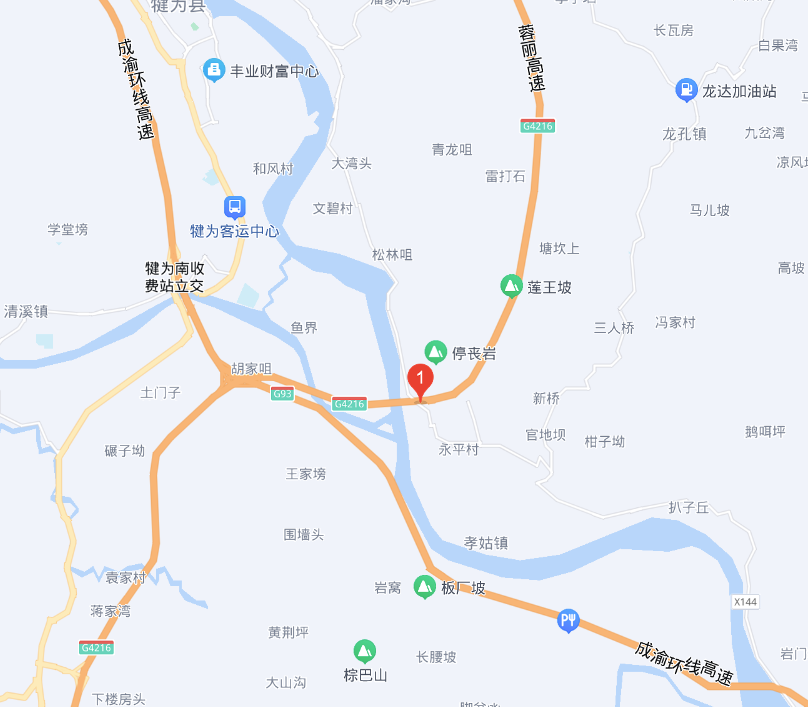 犍为县
潘家沟
成渝环线高速
蓉丽高速
长瓦房
白果湾
丰业财富中心
龙达加油站
G4216
龙孔镇
九岔湾
青龙咀
大湾头
和风村
雷打石
凉风坳
文碧村
马儿坡
学堂塝
犍为客运中心
松林咀
塘坎上
犍为南收
费站立交
高坡
莲王坡
清溪镇
鱼界
三人桥
冯家村
停丧岩
1
胡家咀
土门子
G93
G4216
新桥
官地坝
柑子坳
鹅咡坪
碾子坳
永平村
王家塝
扒子丘
围墙头
孝姑镇
袁家村
岩窝
板厂坡
X144
蒋家湾
黄荆坪
G4216
长腰坡
成渝环线高速
岩门
棕巴山
大山沟
下楼房头